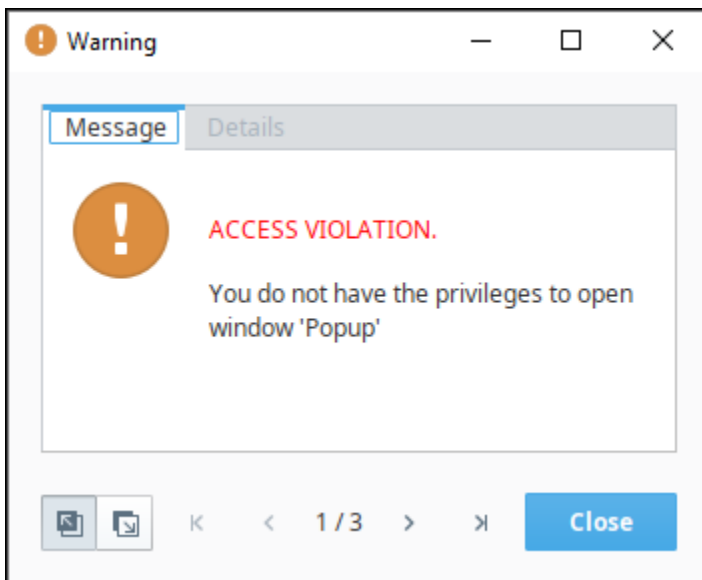 Warning
Message Details
ACCESS VIOLATION.
You do not have the privileges to open
window 'Popup'
1 / 3
Close